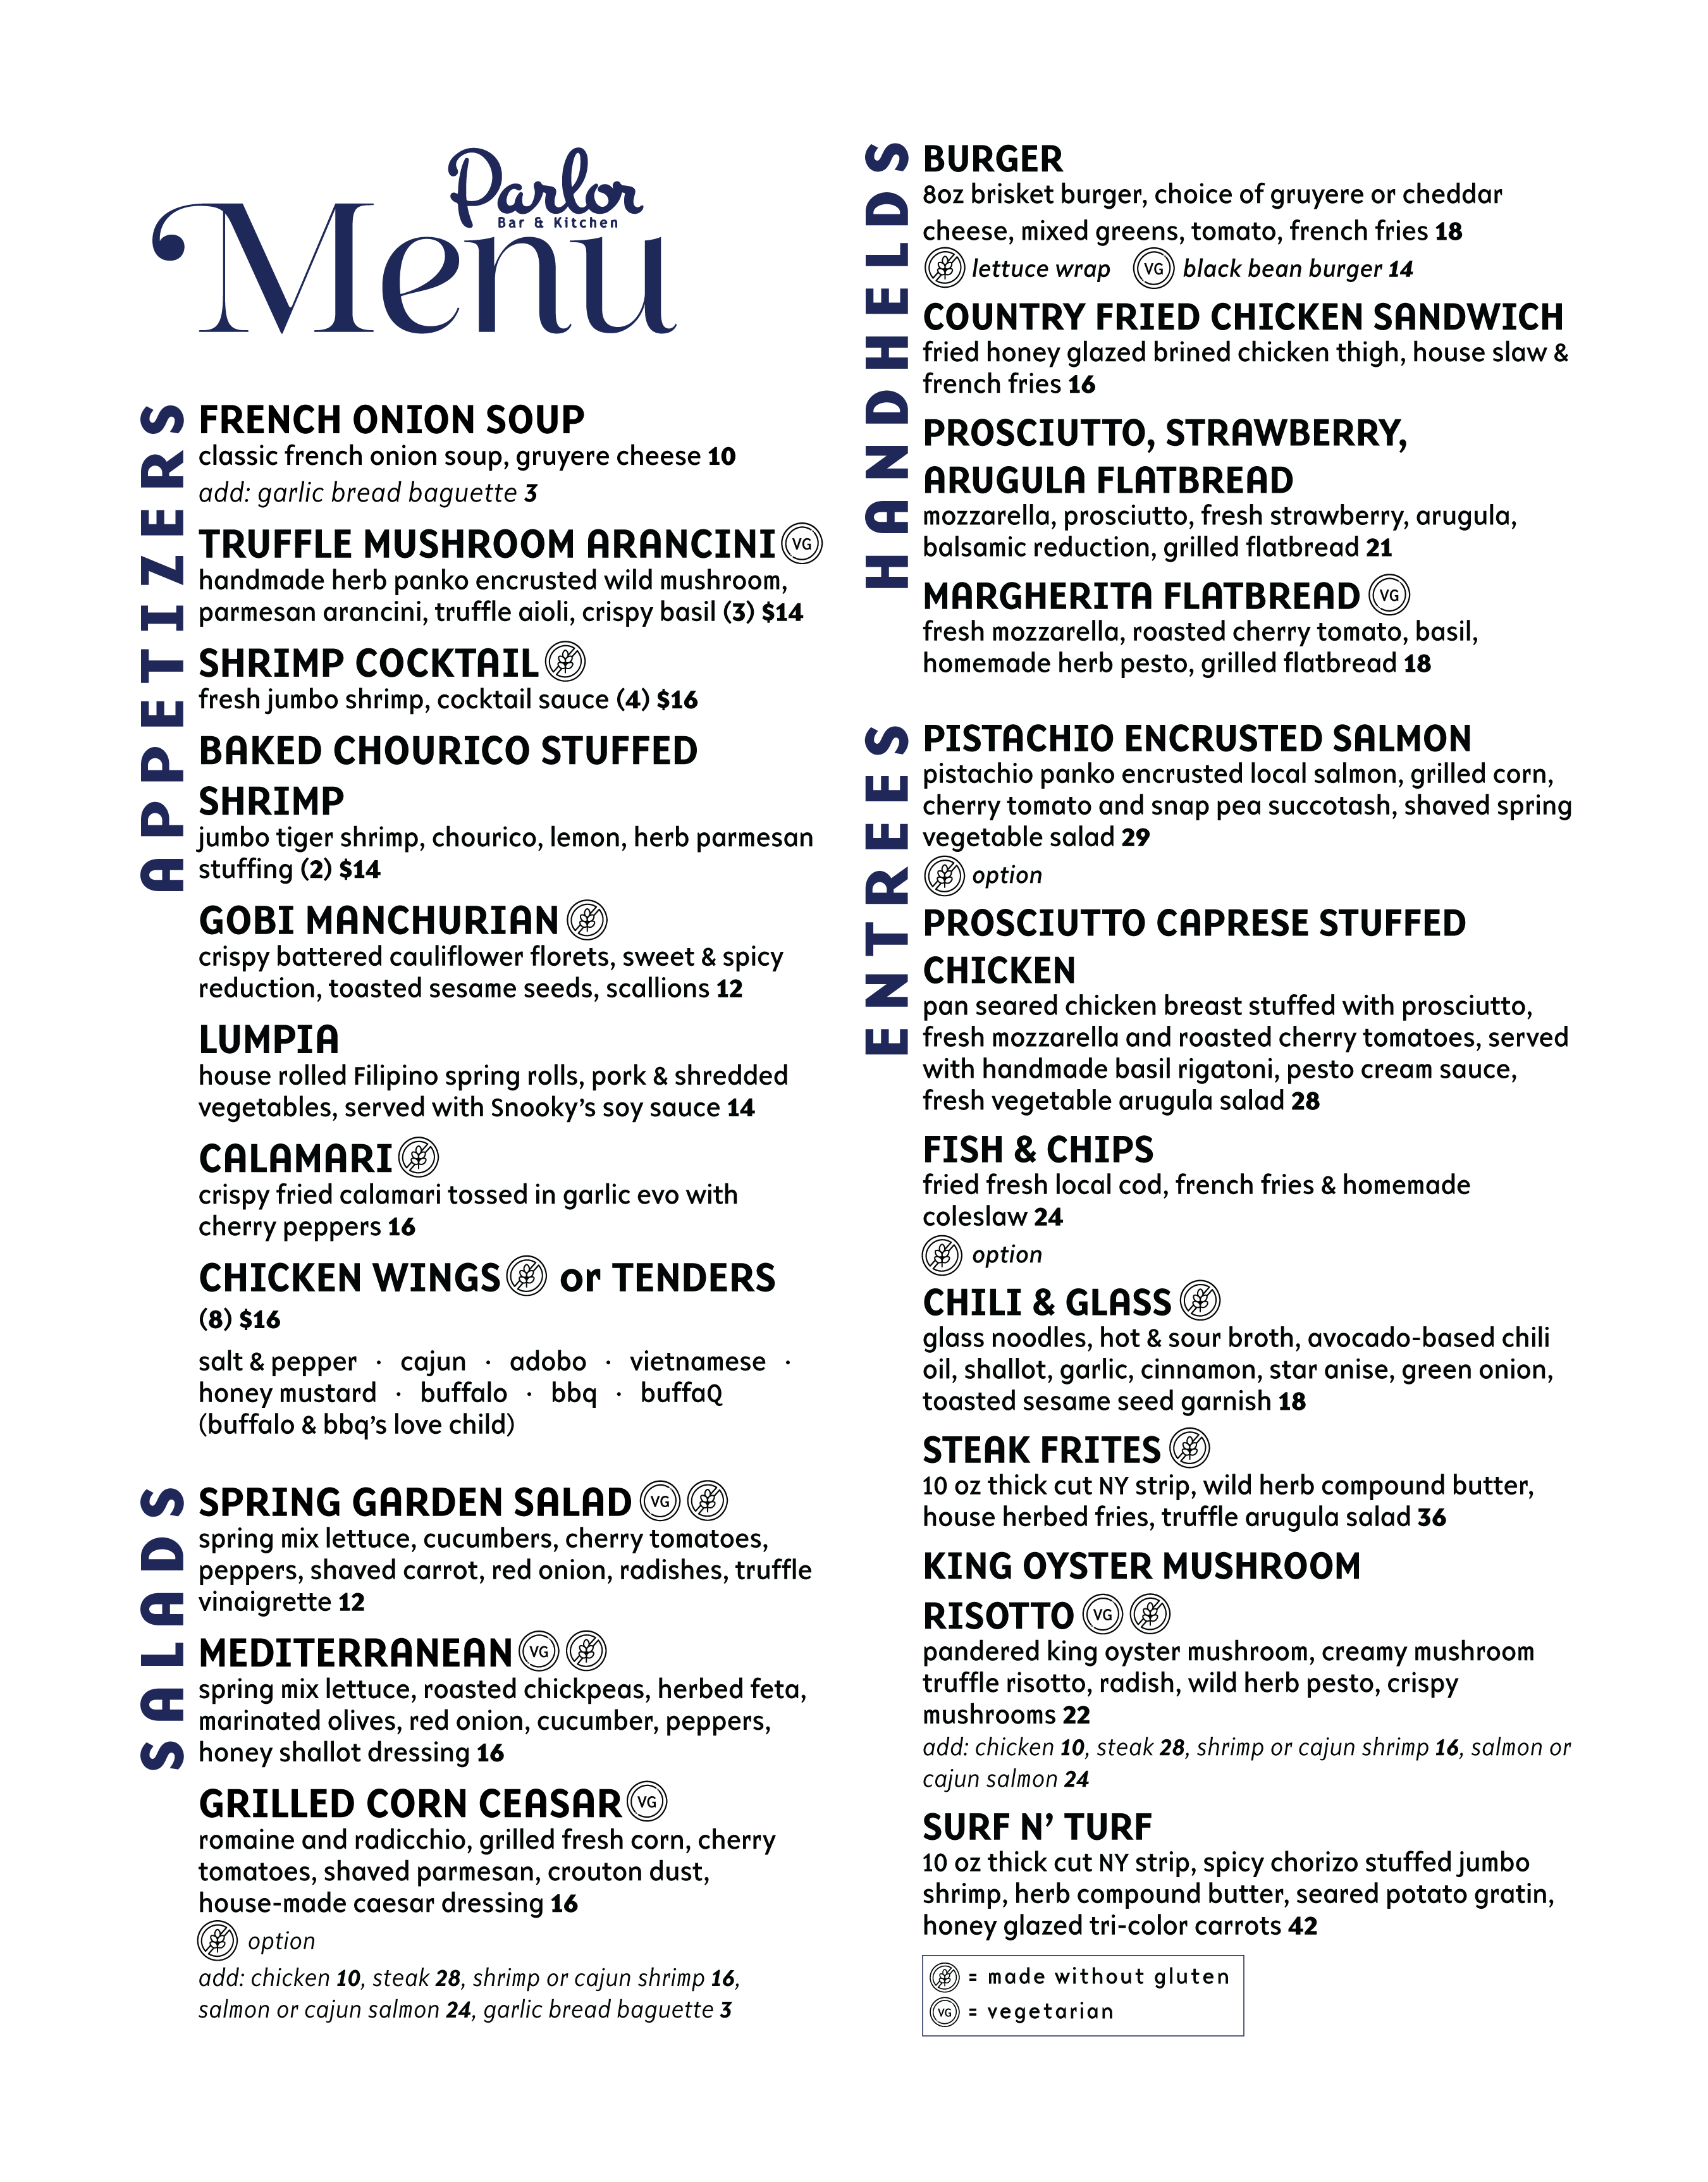 Parlor
Bar & Kitchen
Menu
APPETIZERS
FRENCH ONION SOUP
classic french onion soup, gruyere cheese 10
add: garlic bread baguette 3
TRUFFLE MUSHROOM ARANCINI VG
handmade herb panko encrusted wild mushroom,
parmesan arancini, truffle aioli, crispy basil (3) $14
SHRIMP COCKTAIL
fresh jumbo shrimp, cocktail sauce (4) $16
BAKED CHOURICO STUFFED
SHRIMP
jumbo tiger shrimp, chourico, lemon, herb parmesan
stuffing (2) $14
GOBI MANCHURIAN
crispy battered cauliflower florets, sweet & spicy
reduction, toasted sesame seeds, scallions 12
LUMPIA
house rolled Filipino spring rolls, pork & shredded
vegetables, served with Snooky’s soy sauce 14
CALAMARI
crispy fried calamari tossed in garlic evo with
cherry peppers 16
CHICKEN WINGS or TENDERS
(8) $16
salt & pepper · cajun · adobo · vietnamese ·
honey mustard · buffalo · bbq · buffaQ
(buffalo & bbq’s love child)
SALADS
SPRING GARDEN SALAD VG
spring mix lettuce, cucumbers, cherry tomatoes,
peppers, shaved carrot, red onion, radishes, truffle
vinaigrette 12
MEDITERRANEAN VG
spring mix lettuce, roasted chickpeas, herbed feta,
marinated olives, red onion, cucumber, peppers,
honey shallot dressing 16
GRILLED CORN CEASAR VG
romaine and radicchio, grilled fresh corn, cherry
tomatoes, shaved parmesan, crouton dust,
house-made caesar dressing 16
option
add: chicken 10, steak 28, shrimp or cajun shrimp 16,
salmon or cajun salmon 24, garlic bread baguette 3
HANDHELDS
BURGER
8oz brisket burger, choice of gruyere or cheddar
cheese, mixed greens, tomato, french fries 18
lettuce wrap VG black bean burger 14
COUNTRY FRIED CHICKEN SANDWICH
fried honey glazed brined chicken thigh, house slaw &
french fries 16
PROSCIUTTO, STRAWBERRY,
ARUGULA FLATBREAD
mozzarella, prosciutto, fresh strawberry, arugula,
balsamic reduction, grilled flatbread 21
MARGHERITA FLATBREAD VG
fresh mozzarella, roasted cherry tomato, basil,
homemade herb pesto, grilled flatbread 18
ENTREES
PISTACHIO ENCRUSTED SALMON
pistachio panko encrusted local salmon, grilled corn,
cherry tomato and snap pea succotash, shaved spring
vegetable salad 29
option
PROSCIUTTO CAPRESE STUFFED
CHICKEN
pan seared chicken breast stuffed with prosciutto,
fresh mozzarella and roasted cherry tomatoes, served
with handmade basil rigatoni, pesto cream sauce,
fresh vegetable arugula salad 28
FISH & CHIPS
fried fresh local cod, french fries & homemade
coleslaw 24
option
CHILI & GLASS
glass noodles, hot & sour broth, avocado-based chili
oil, shallot, garlic, cinnamon, star anise, green onion,
toasted sesame seed garnish 18
STEAK FRITES
10 oz thick cut NY strip, wild herb compound butter,
house herbed fries, truffle arugula salad 36
KING OYSTER MUSHROOM
RISOTTO VG
pandered king oyster mushroom, creamy mushroom
truffle risotto, radish, wild herb pesto, crispy
mushrooms 22
add: chicken 10, steak 28, shrimp or cajun shrimp 16, salmon or
cajun salmon 24
SURF N’ TURF
10 oz thick cut NY strip, spicy chorizo stuffed jumbo
shrimp, herb compound butter, seared potato gratin,
honey glazed tri-color carrots 42
= made without gluten
VG = vegetarian